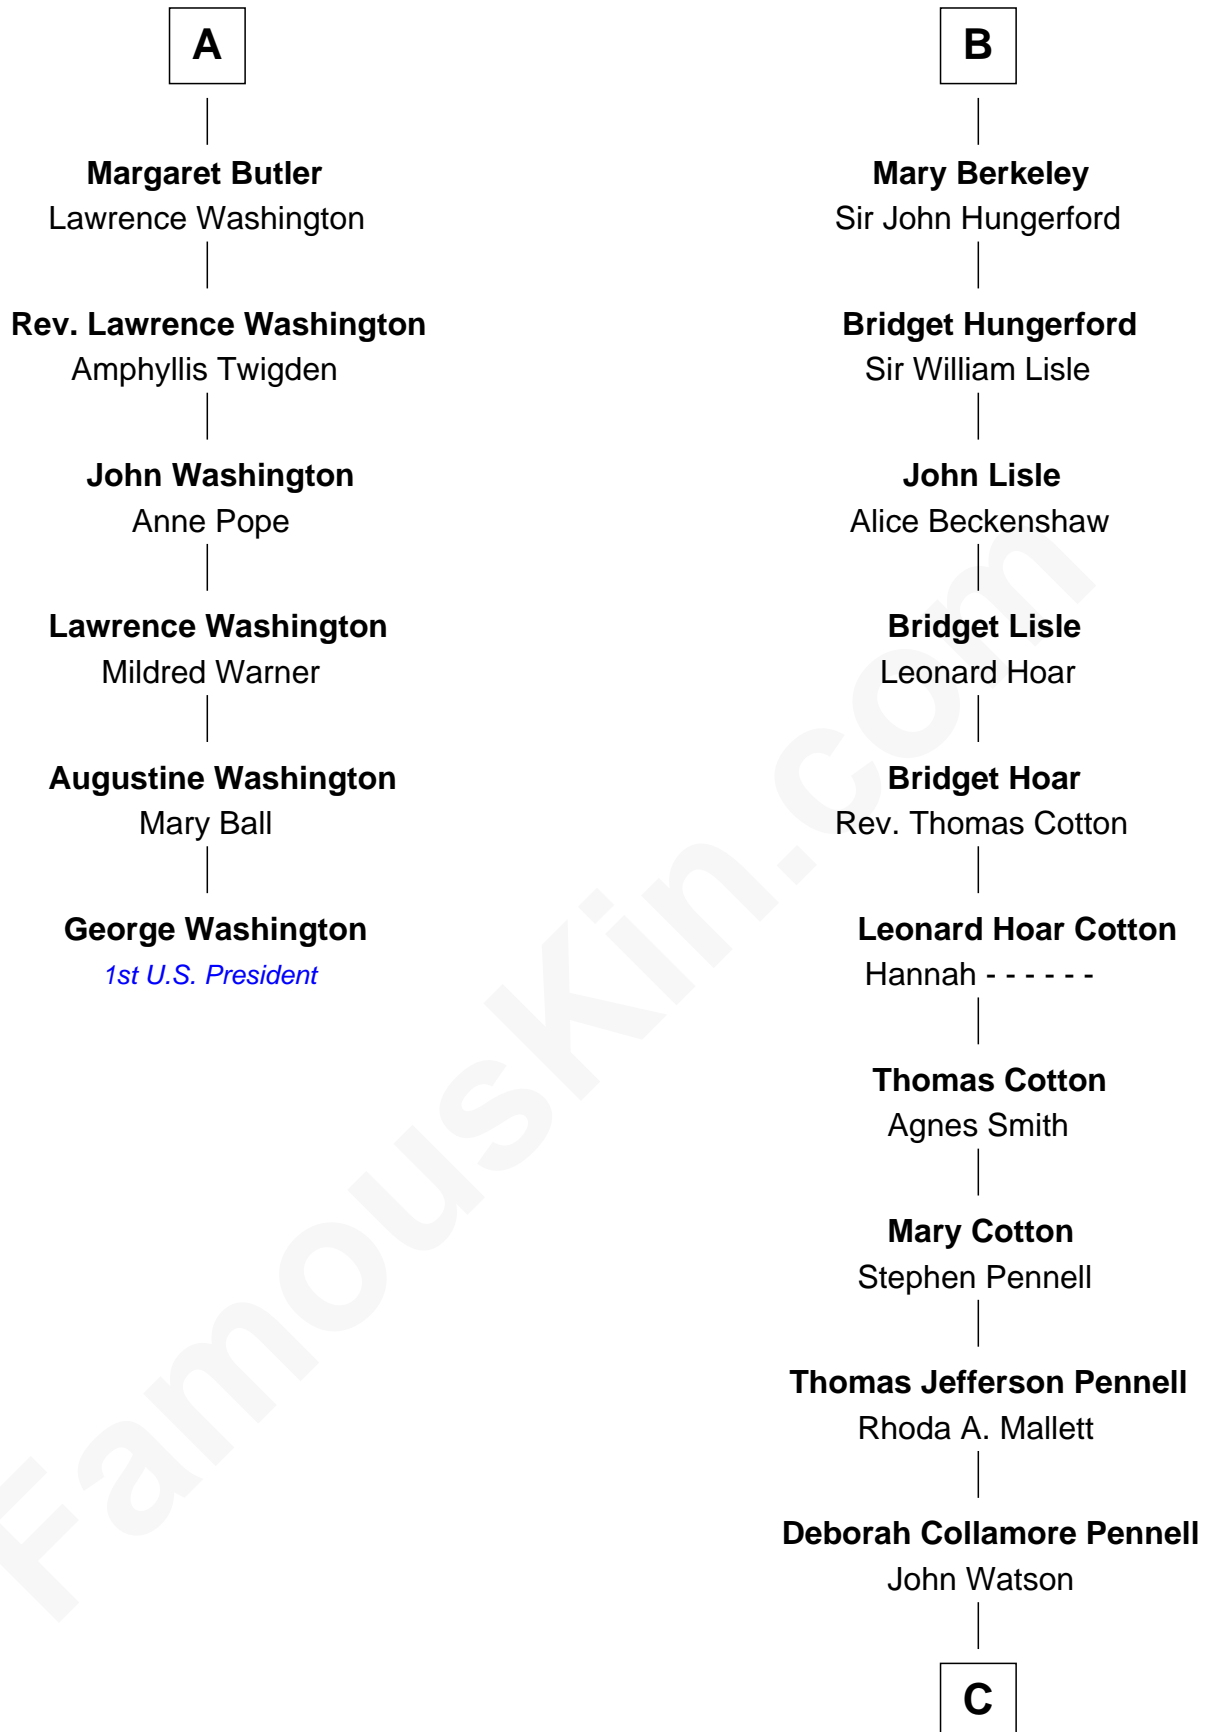 A
Margaret Butler
Lawrence Washington
Rev. Lawrence Washington
Amphyllis Twigden
John Washington
Anne Pope
Lawrence Washington
Mildred Warner
Augustine Washington
Mary Ball
George Washington
1st U.S. President
B
Mary Berkeley
Sir John Hungerford
Bridget Hungerford
Sir William Lisle
John Lisle
Alice Beckenshaw
Bridget Lisle
Leonard Hoar
Bridget Hoar
Rev. Thomas Cotton
Leonard Hoar Cotton
Hannah - - - - - -
Thomas Cotton
Agnes Smith
Mary Cotton
Stephen Pennell
Thomas Jefferson Pennell
Rhoda A. Mallett
Deborah Collamore Pennell
John Watson
C
FamousKin.com